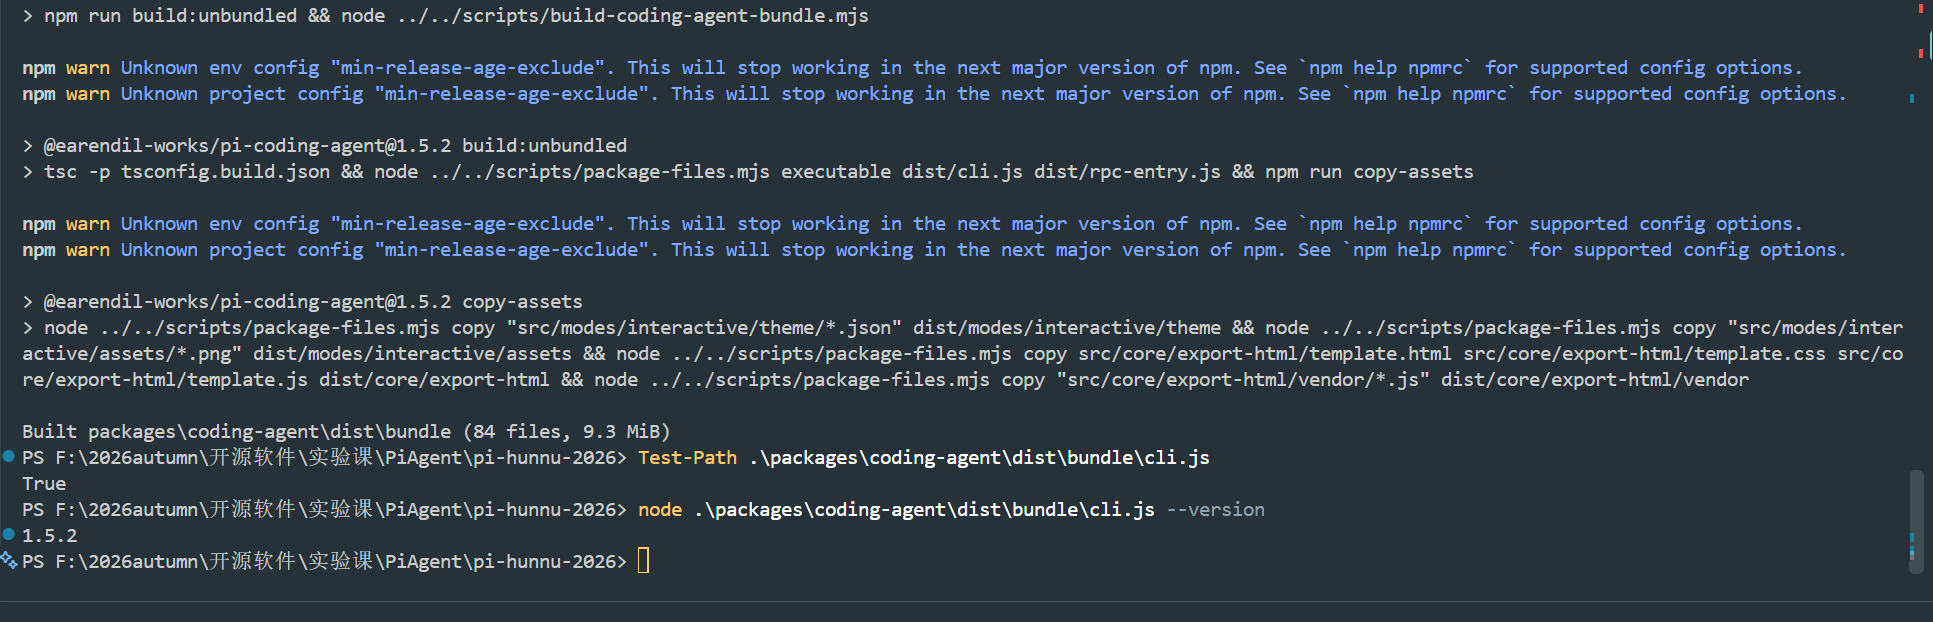 > npm run build:unbundled && node ../../scripts/build-coding-agent-bundle.mjs
npm warn Unknown env config "min-release-age-exclude". This will stop working in the next major version of npm. See `npm help npmrc` for supported config options.
npm warn Unknown project config "min-release-age-exclude". This will stop working in the next major version of npm. See `npm help npmrc` for supported config options.
> @earendil-works/pi-coding-agent@1.5.2 build:unbundled
> tsc -p tsconfig.build.json && node ../../scripts/package-files.mjs executable dist/cli.js dist/rpc-entry.js && npm run copy-assets
npm warn Unknown env config "min-release-age-exclude". This will stop working in the next major version of npm. See `npm help npmrc` for supported config options.
npm warn Unknown project config "min-release-age-exclude". This will stop working in the next major version of npm. See `npm help npmrc` for supported config options.
> @earendil-works/pi-coding-agent@1.5.2 copy-assets
> node ../../scripts/package-files.mjs copy "src/modes/interactive/theme/*.json" dist/modes/interactive/theme && node ../../scripts/package-files.mjs copy "src/modes/inter
active/assets/*.png" dist/modes/interactive/assets && node ../../scripts/package-files.mjs copy src/core/export-html/template.html src/core/export-html/template.css src/co
re/export-html/template.js dist/core/export-html && node ../../scripts/package-files.mjs copy "src/core/export-html/vendor/*.js" dist/core/export-html/vendor
Built packages\coding-agent\dist\bundle (84 files, 9.3 MiB)
PS F:\2026autumn\开源软件\实验课\PiAgent\pi-hunnu-2026> Test-Path .\packages\coding-agent\dist\bundle\cli.js
True
PS F:\2026autumn\开源软件\实验课\PiAgent\pi-hunnu-2026> node .\packages\coding-agent\dist\bundle\cli.js --version
1.5.2
PS F:\2026autumn\开源软件\实验课\PiAgent\pi-hunnu-2026>